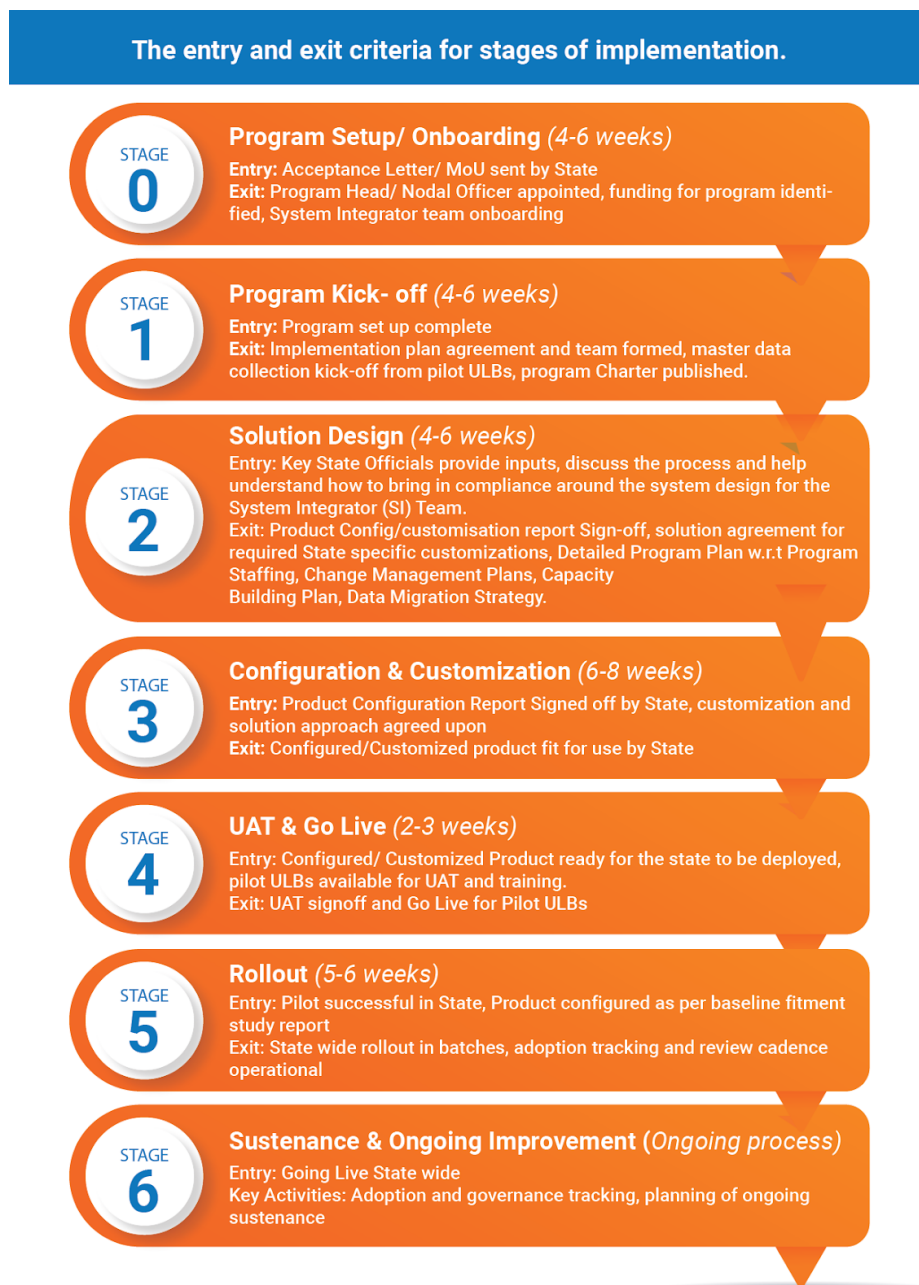 The entry and exit criteria for stages of implementation.
STAGE
0
Program Setup/ Onboarding (4-6 weeks)
Entry: Acceptance Letter/ MoU sent by State
Exit: Program Head/ Nodal Officer appointed, funding for program identi-
fied, System Integrator team onboarding
STAGE
1
Program Kick- off (4-6 weeks)
Entry: Program set up complete
Exit: Implementation plan agreement and team formed, master data
collection kick-off from pilot ULBs, program Charter published.
STAGE
2
Solution Design (4-6 weeks)
Entry: Key State Officials provide inputs, discuss the process and help
understand how to bring in compliance around the system design for the
System Integrator (SI) Team.
Exit: Product Config/customisation report Sign-off, solution agreement for
required State specific customizations, Detailed Program Plan w.r.t Program
Staffing, Change Management Plans, Capacity
Building Plan, Data Migration Strategy.
STAGE
3
Configuration & Customization (6-8 weeks)
Entry: Product Configuration Report Signed off by State, customization and
solution approach agreed upon
Exit: Configured/Customized product fit for use by State
STAGE
4
UAT & Go Live (2-3 weeks)
Entry: Configured/ Customized Product ready for the state to be deployed,
pilot ULBs available for UAT and training.
Exit: UAT signoff and Go Live for Pilot ULBs
STAGE
5
Rollout (5-6 weeks)
Entry: Pilot successful in State, Product configured as per baseline fitment
study report
Exit: State wide rollout in batches, adoption tracking and review cadence
operational
STAGE
6
Sustenance & Ongoing Improvement (Ongoing process)
Entry: Going Live State wide
Key Activities: Adoption and governance tracking, planning of ongoing
sustenance